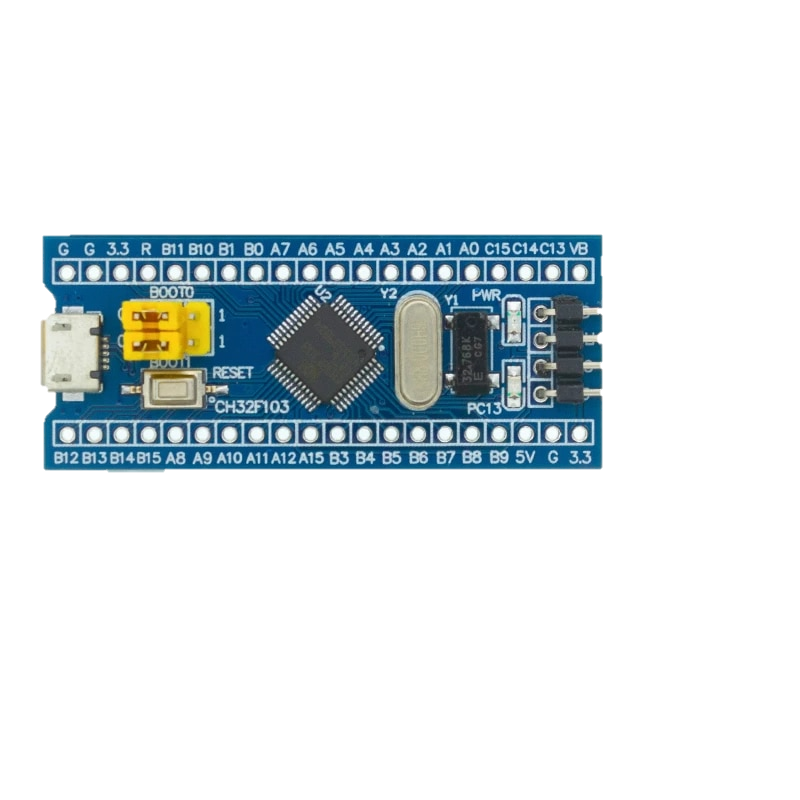 G G 3.3 R B11 B10 B1 B0 A7 A6 A5 A4 A3 A2 A1 A0 C15 C14 C13 VB
BOOT0
U2
Y2
Y1
PWR
1
1
BOOT1
32.768K
RESET
CH32F103
PC13
B12 B13 B14 B15 A8 A9 A10 A11 A12 A15 B3 B4 B5 B6 B7 B8 B9 5V G 3.3